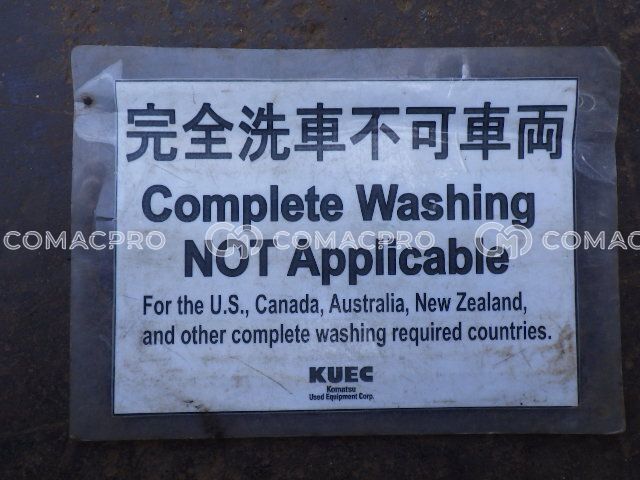 完全洗車不可車両
Complete Washing
COMACPRO COMACPRO COMACPRO
NOT Applicable
For the U.S., Canada, Australia, New Zealand,
and other complete washing required countries.
KUEC
Komatsu
Used Equipment Corp.